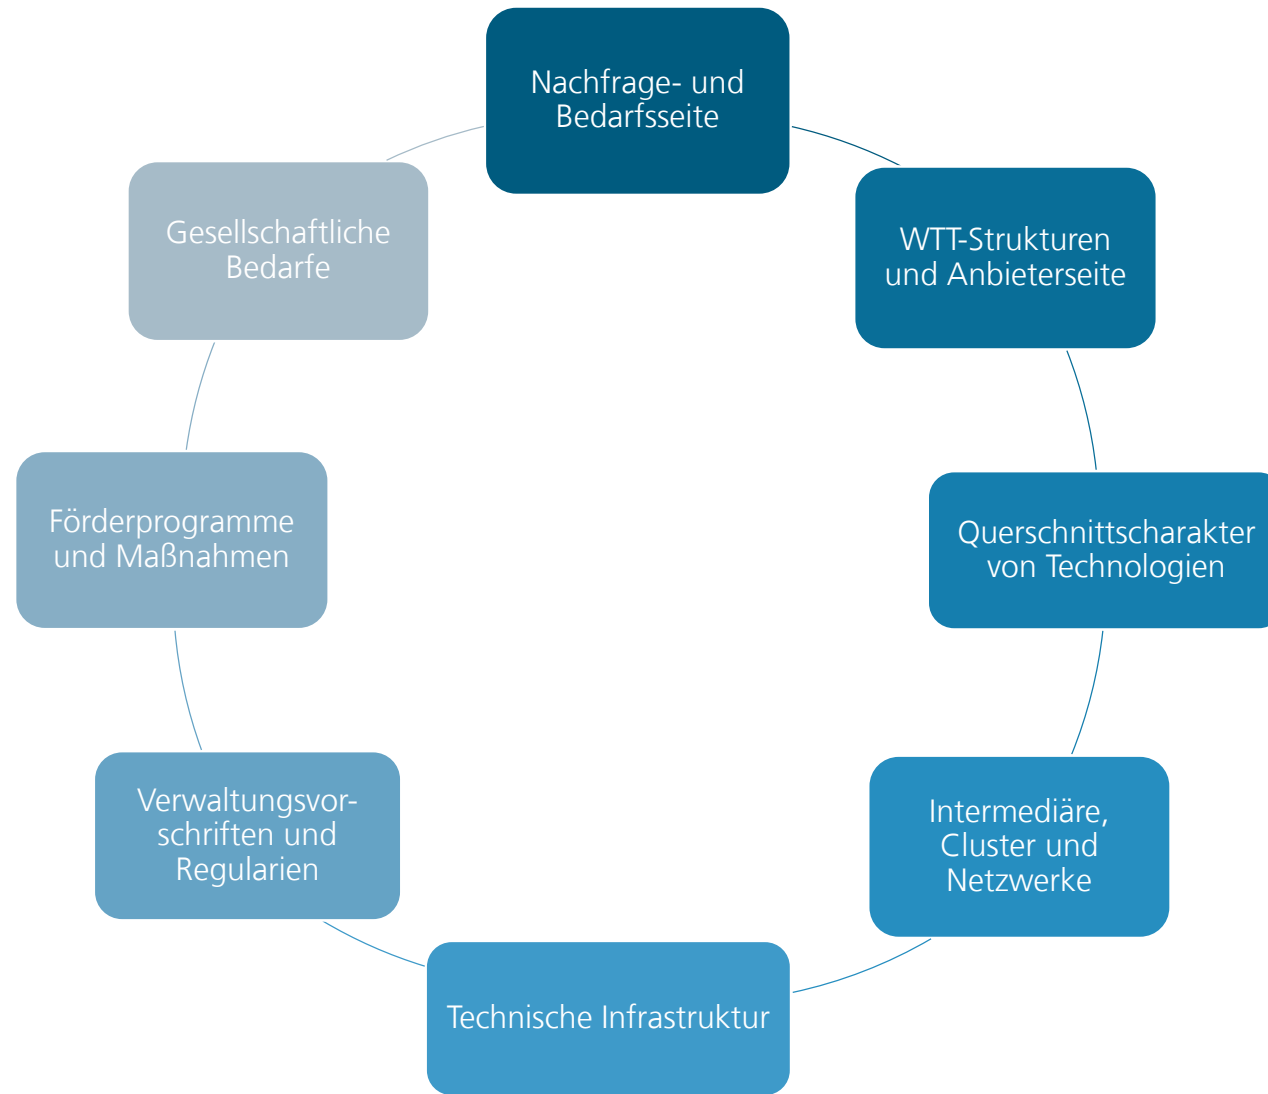 Nachfrage- und
Bedarfsseite
WTT-Strukturen
und Anbieterseite
Querschnittscharakter
von Technologien
Intermediäre,
Cluster und
Netzwerke
Technische Infrastruktur
Verwaltungsvor-
schriften und
Regularien
Förderprogramme
und Maßnahmen
Gesellschaftliche
Bedarfe